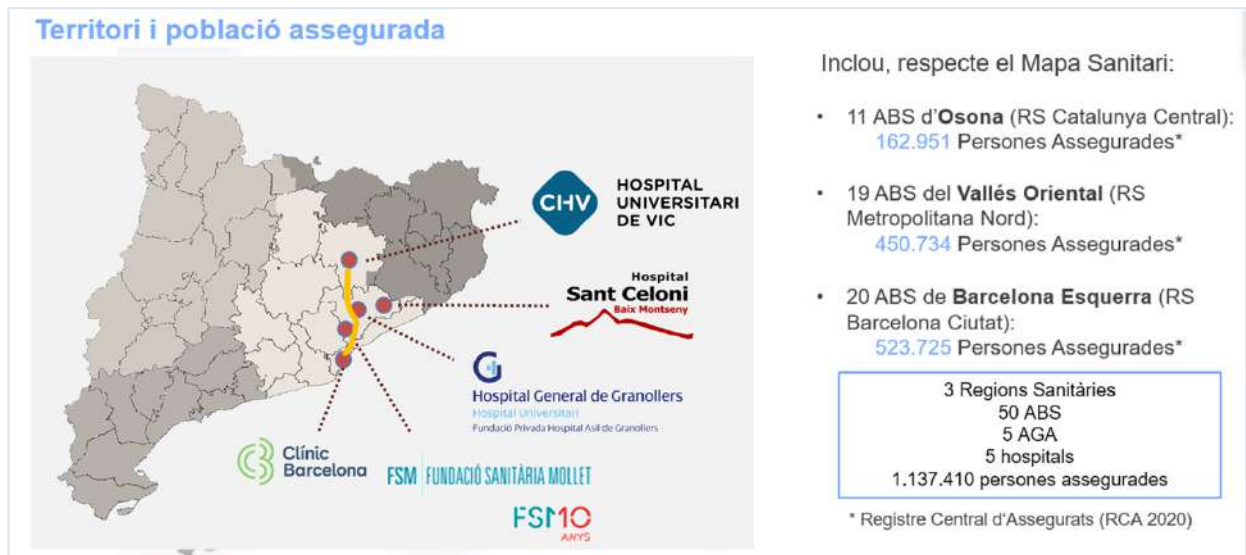 Territori i població assegurada
CHV
HOSPITAL
UNIVERSITARI
DE VIC
Hospital
Sant Celoni
Baix Montseny
Hospital General de Granollers
Hospital Universitari
Fundació Privada Hospital Asil de Granollers
Clínic
Barcelona
FSM FUNDACIÓ SANITÀRIA MOLLET
FSM10
ANYS
Inclou, respecte el Mapa Sanitari:
• 11 ABS d'Osona (RS Catalunya Central):
162.951 Persones Assegurades*
• 19 ABS del Vallés Oriental (RS
Metropolitana Nord):
450.734 Persones Assegurades*
• 20 ABS de Barcelona Esquerra (RS
Barcelona Ciutat):
523.725 Persones Assegurades*
3 Regions Sanitàries
50 ABS
5 AGA
5 hospitals
1.137.410 persones assegurades
* Registre Central d'Assegurats (RCA 2020)